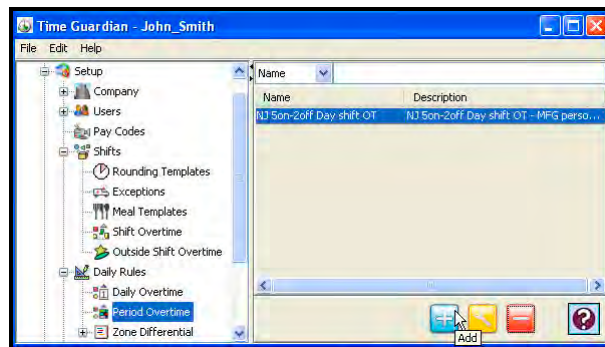 Time Guardian - John_Smith
File Edit Help
Setup
Company
Users
Pay Codes
Shifts
Rounding Templates
Exceptions
Meal Templates
Shift Overtime
Outside Shift Overtime
Daily Rules
Daily Overtime
Period Overtime
Zone Differential
Name
Name Description
NJ 5on-2off Day shift OT NJ 5on-2off Day shift OT - MFG perso...
Add